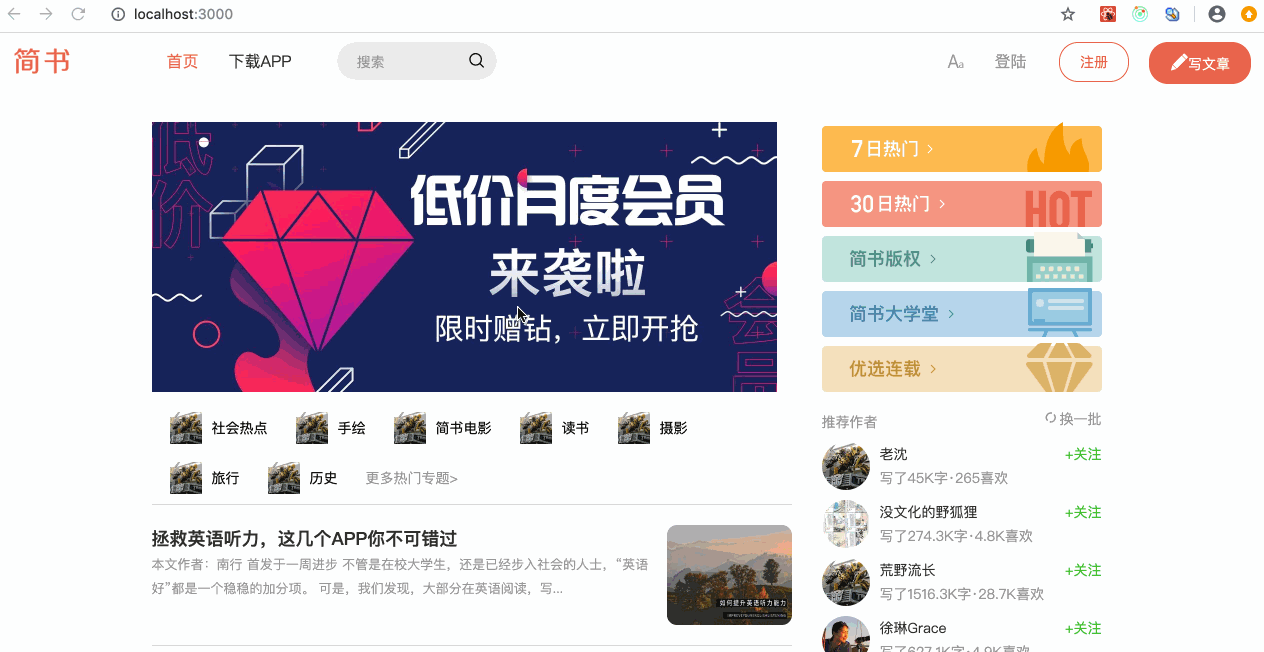 localhost:3000
简书
首页
下载APP
搜索
Aa
登陆
注册
写文章
低价
低价月度会员
来袭啦
限时赠钻，立即开抢
会员
7日热门 >
30日热门 >
HOT
简书版权 >
简书大学堂 >
优选连载 >
社会热点
手绘
简书电影
读书
摄影
旅行
历史
更多热门专题>
拯救英语听力，这几个APP你不可错过
本文作者：南行 首发于一周进步 不管是在校大学生，还是已经步入社会的人士，“英语
好”都是一个稳稳的加分项。 可是，我们发现，大部分在英语阅读，写...
如何提升英语听力能力
推荐作者
换一批
老沈
+关注
写了45K字·265喜欢
没文化的野狐狸
+关注
写了274.3K字·4.8K喜欢
荒野流长
+关注
写了1516.3K字·28.7K喜欢
徐琳Grace
+关注
写了627.1K字·4.9K喜欢